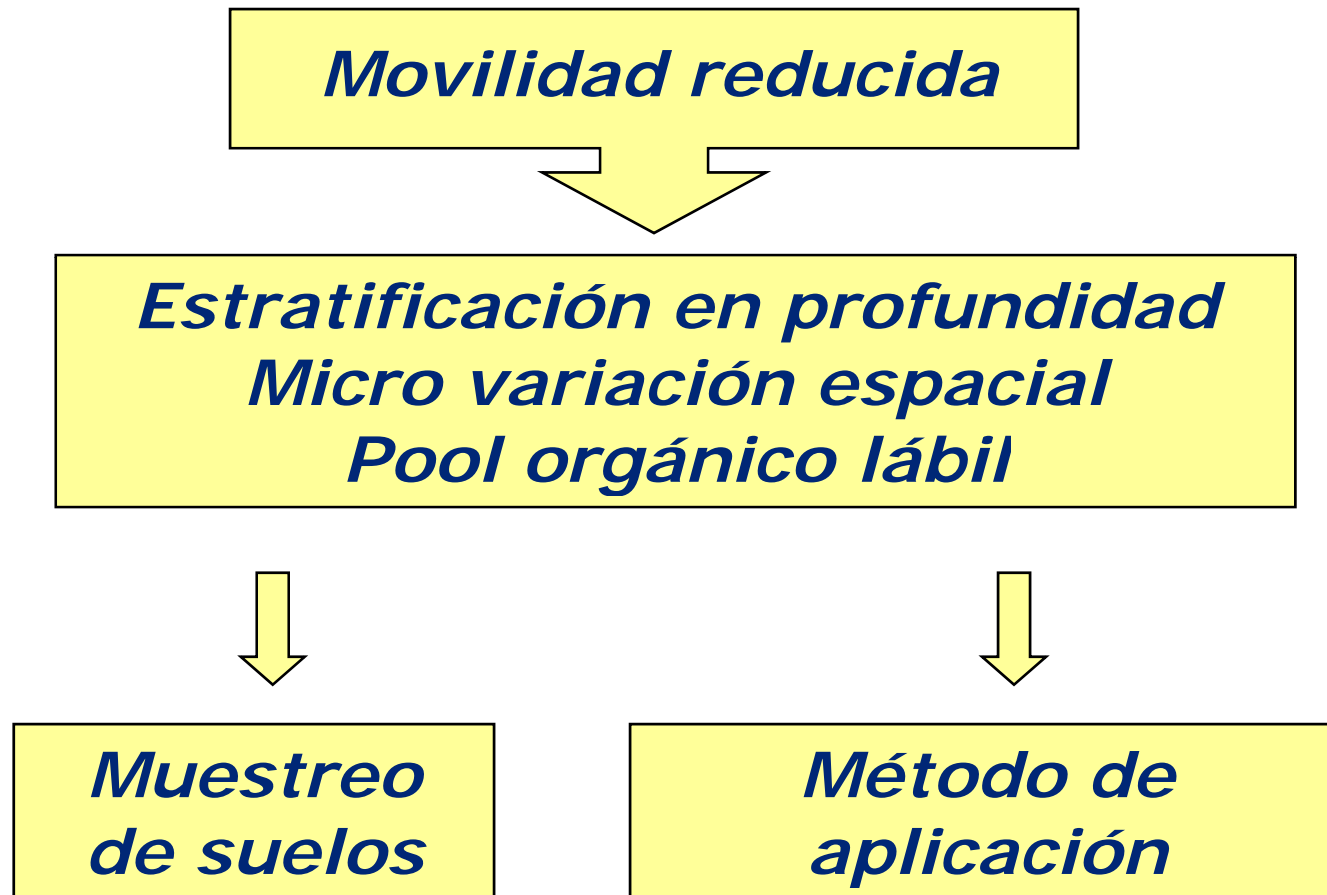 Movilidad reducida
Estratificación en profundidad
Micro variación espacial
Pool orgánico lábil
Muestreo
de suelos
Método de
aplicación